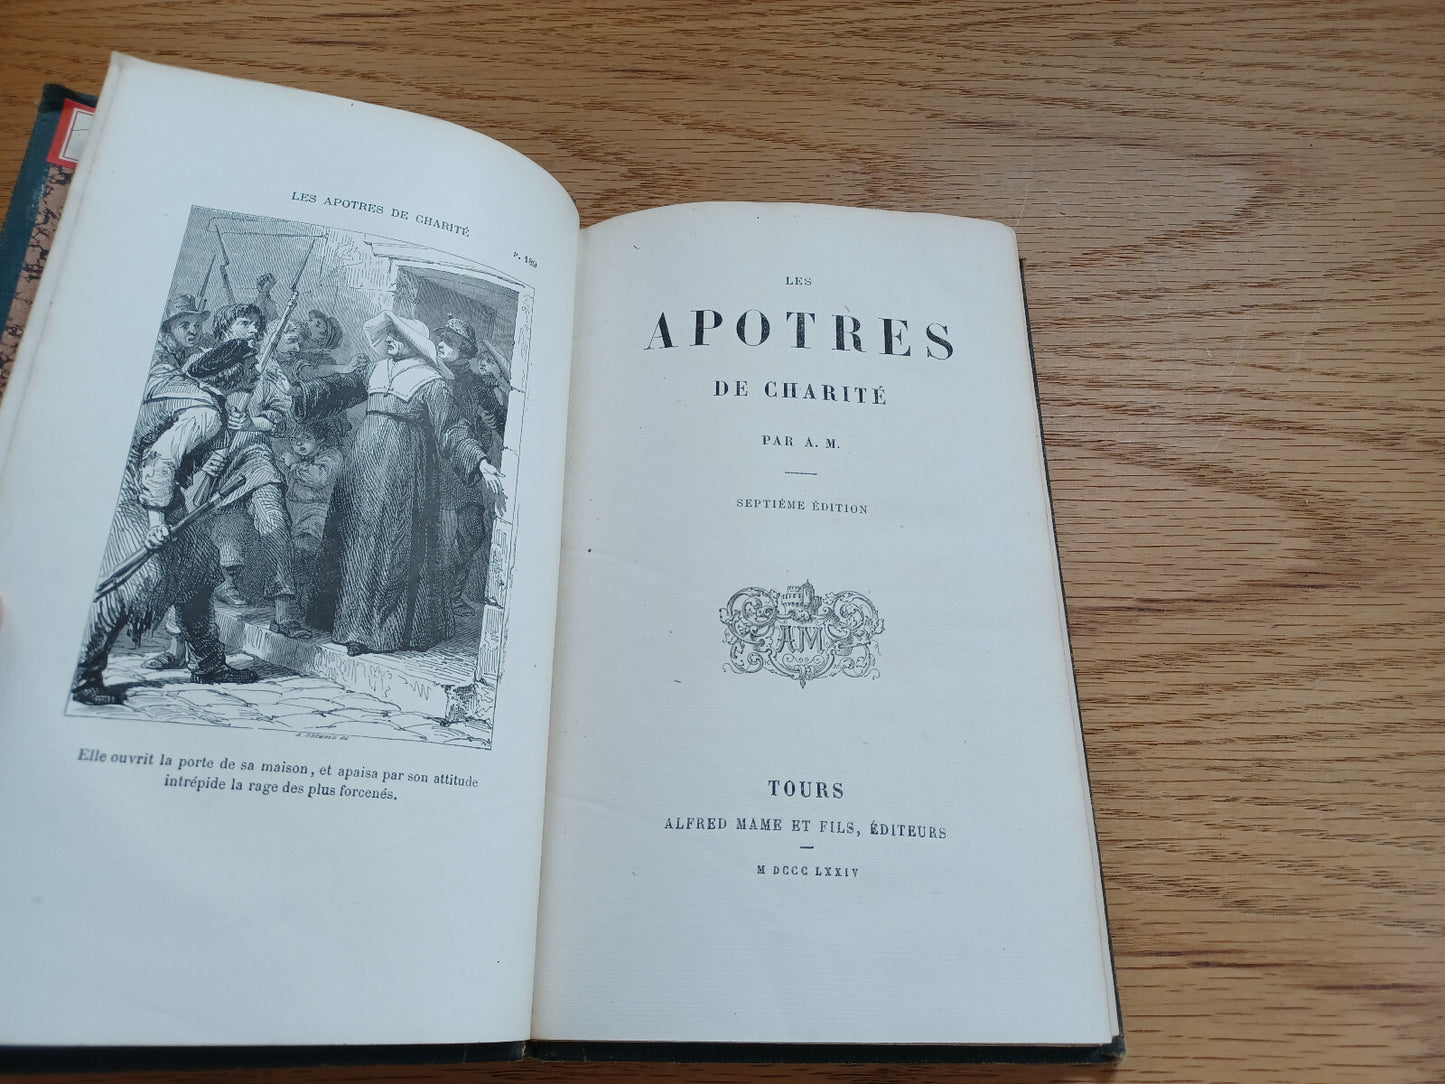 LES APOTRES DE CHARITÉ
P. 189
Elle ouvrit la porte de sa maison, et apaisa par son attitude
intrépide la rage des plus forcenés.
LES
APOTRES
DE CHARITÉ
PAR A. M.
SEPTIÈME ÉDITION
AM
TOURS
ALFRED MAME ET FILS, ÉDITEURS
M DCCC LXXIV